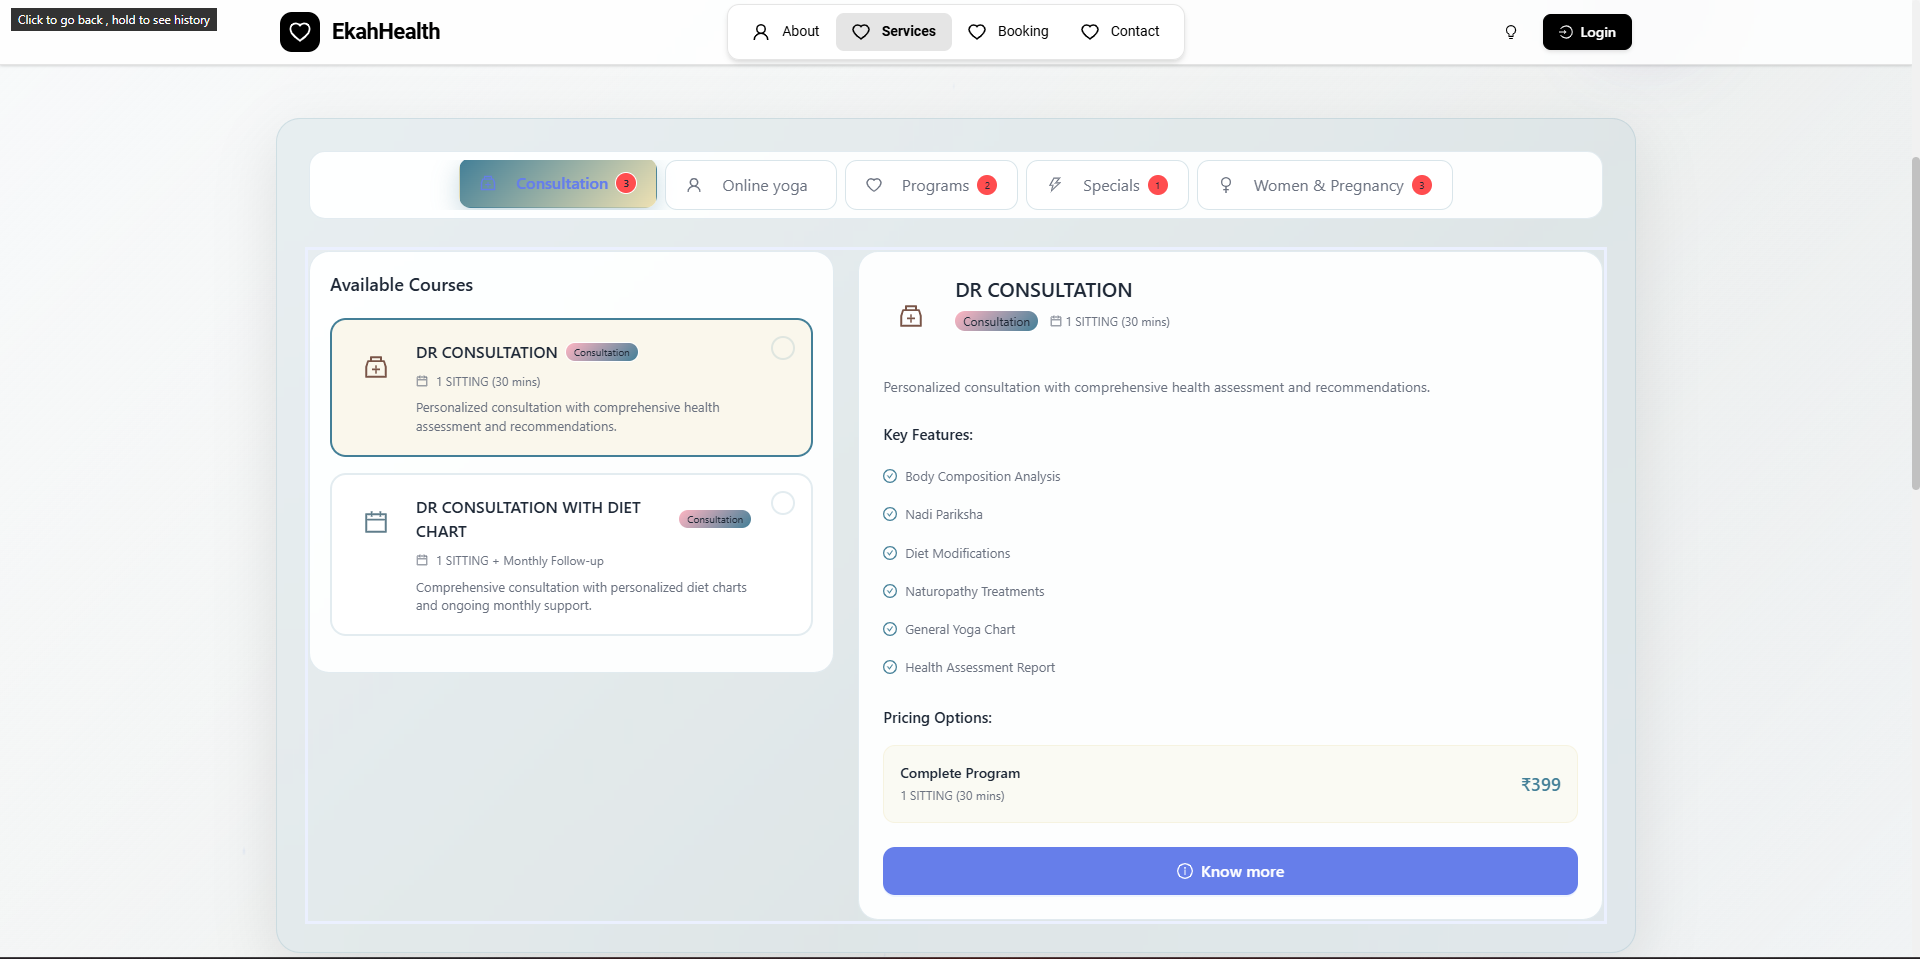 Click to go back , hold to see history
EkahHealth
About
Services
Booking
Contact
Login
Consultation 3
Online yoga
Programs 2
Specials 1
Women & Pregnancy 3
Available Courses
DR CONSULTATION Consultation
1 SITTING (30 mins)
Personalized consultation with comprehensive health
assessment and recommendations.
DR CONSULTATION WITH DIET
CHART
Consultation
1 SITTING + Monthly Follow-up
Comprehensive consultation with personalized diet charts
and ongoing monthly support.
DR CONSULTATION
Consultation 1 SITTING (30 mins)
Personalized consultation with comprehensive health assessment and recommendations.
Key Features:
Body Composition Analysis
Nadi Pariksha
Diet Modifications
Naturopathy Treatments
General Yoga Chart
Health Assessment Report
Pricing Options:
Complete Program
1 SITTING (30 mins)
₹399
Know more